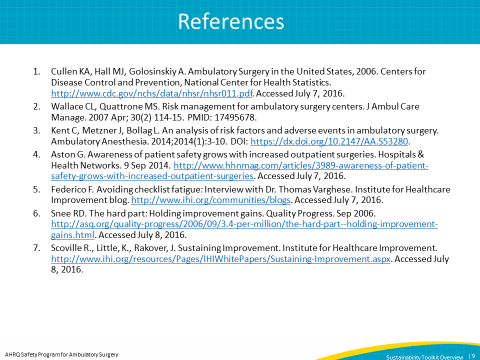 References
1. Cullen KA, Hall MJ, Golosinskiy A. Ambulatory Surgery in the United States, 2006. Centers for
Disease Control and Prevention, National Center for Health Statistics.
http://www.cdc.gov/nchs/data/nhsr/nhsr011.pdf. Accessed July 7, 2016.
2. Wallace CL, Quattrone MS. Risk management for ambulatory surgery centers. J Ambul Care
Manage. 2007 Apr; 30(2) 114-15. PMID: 17495678.
3. Kent C, Metzner J, Bollag L. An analysis of risk factors and adverse events in ambulatory surgery.
Ambulatory Anesthesia. 2014;2014(1):3-10. DOI: https://dx.doi.org/10.2147/AA.S53280.
4. Aston G. Awareness of patient safety grows with increased outpatient surgeries. Hospitals &
Health Networks. 9 Sep 2014. http://www.hhnmag.com/articles/3989-awareness-of-patient-
safety-grows-with-increased-outpatient-surgeries. Accessed July 7, 2016.
5. Federico F. Avoiding checklist fatigue: Interview with Dr. Thomas Varghese. Institute for Healthcare
Improvement blog. http://www.ihi.org/communities/blogs. Accessed July 7, 2016.
6. Snee RD. The hard part: Holding improvement gains. Quality Progress. Sep 2006.
http://asq.org/quality-progress/2006/09/3.4-per-million/the-hard-part--holding-improvement-
gains.html. Accessed July 8, 2016.
7. Scoville R., Little, K., Rakover, J. Sustaining Improvement. Institute for Healthcare Improvement.
http://www.ihi.org/resources/Pages/IHIWhitePapers/Sustaining-Improvement.aspx. Accessed July
8, 2016.
AHRQ Safety Program for Ambulatory Surgery
Sustainability Toolkit Overview | 9